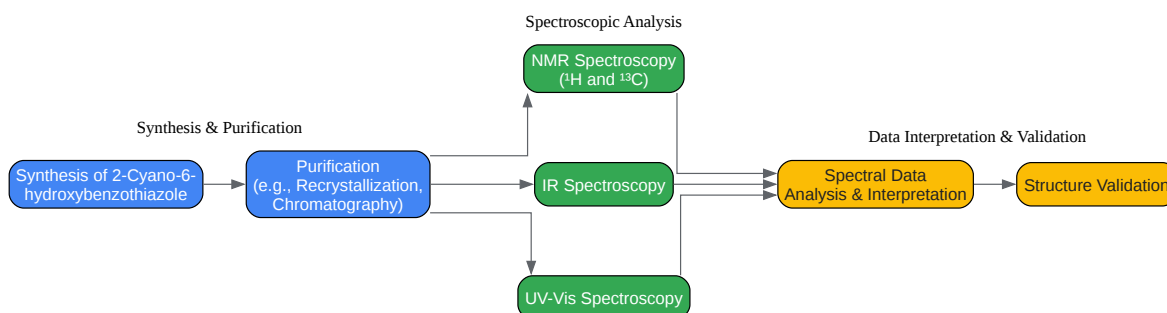 Spectroscopic Analysis
NMR Spectroscopy
(¹H and ¹³C)
Synthesis & Purification
Data Interpretation & Validation
Synthesis of 2-Cyano-6-
hydroxybenzothiazole
Purification
(e.g., Recrystallization,
Chromatography)
IR Spectroscopy
Spectral Data
Analysis & Interpretation
Structure Validation
UV-Vis Spectroscopy